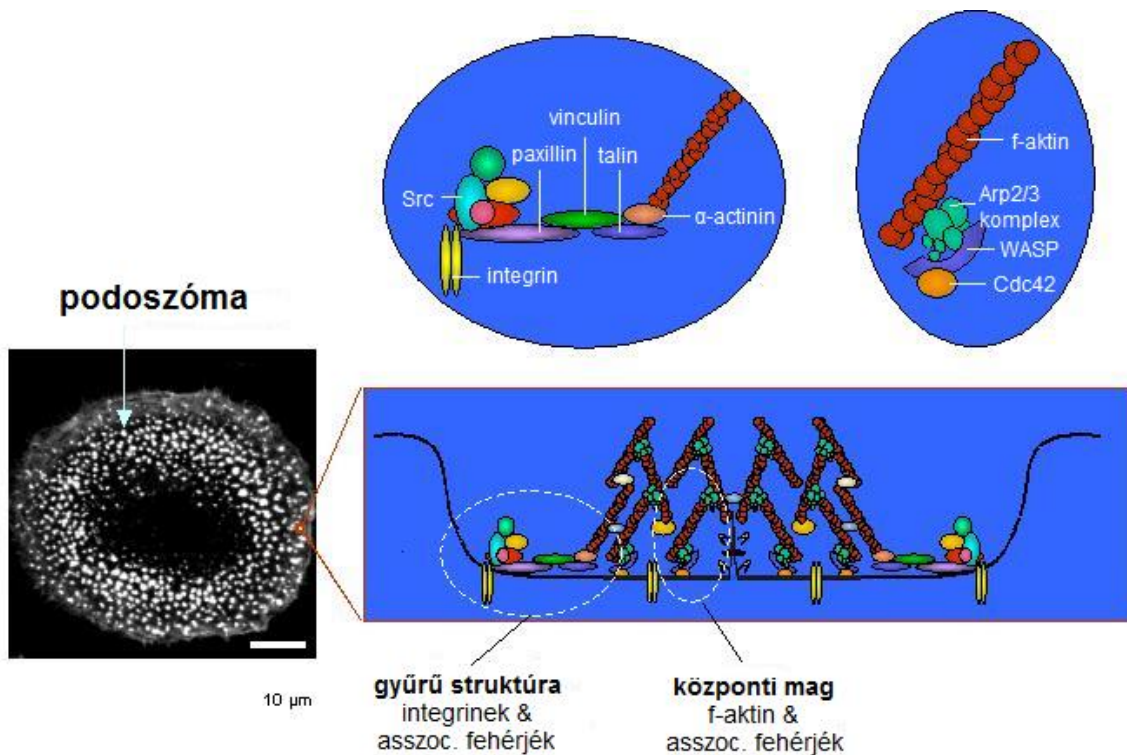 vinculin
paxillin
talin
Src
α-actinin
integrin
f-aktin
Arp2/3
komplex
WASP
Cdc42
podoszóma
10 µm
gyűrű struktúra
integrinek &
asszoc. fehérjék
központi mag
f-aktin &
asszoc. fehérjék